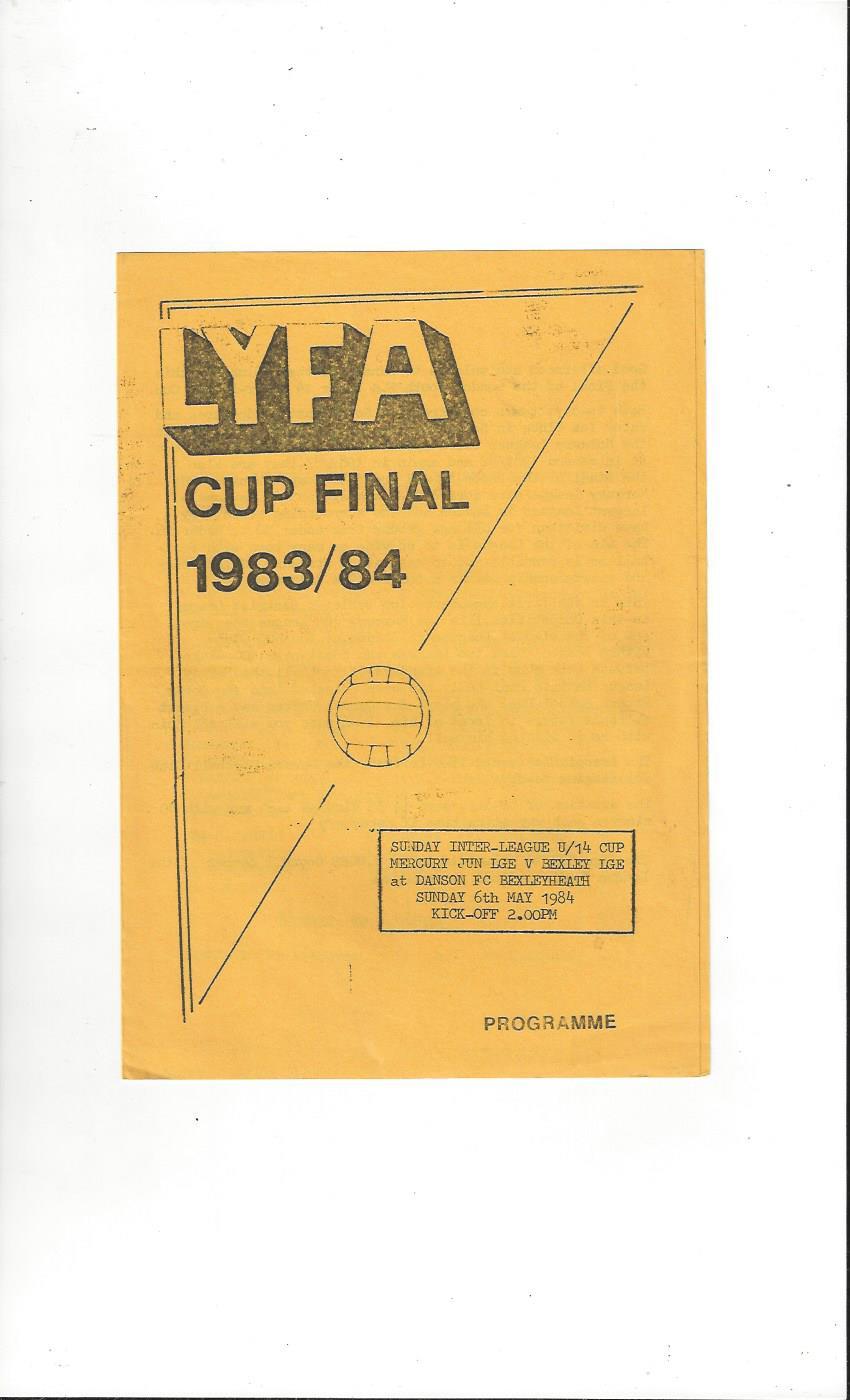 LYFA
CUP FINAL
1983/84
SUNDAY INTER-LEAGUE U/14 CUP
MERCURY JUN LGE V BEXLEY LGE
at DANSON FC BEXLEYHEATH
SUNDAY 6th MAY 1984
KICK-OFF 2.00PM
PROGRAMME